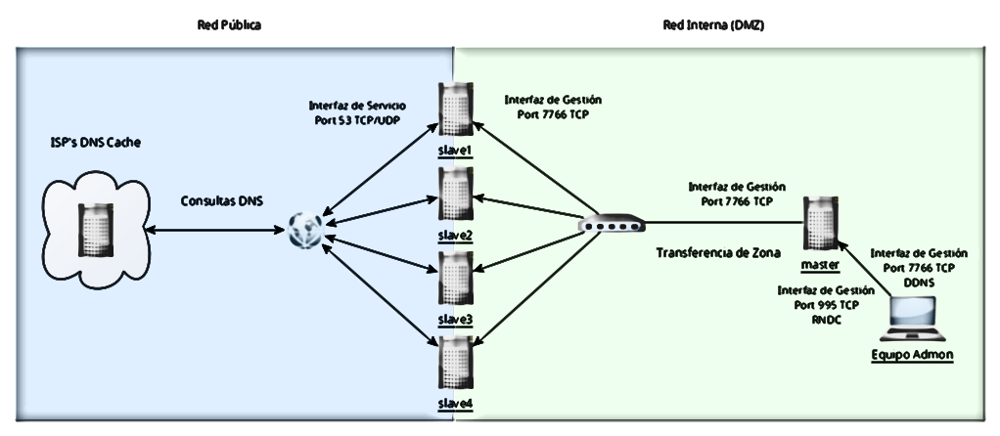 Red Pública
Red Interna (DMZ)
Interfaz de Servicio
Port 53 TCP/UDP
Interfaz de Gestión
Port 7766 TCP
ISP's DNS Cache
slave1
Consultas DNS
Interfaz de Gestión
Port 7766 TCP
slave2
Transferencia de Zona
master
Interfaz de Gestión
Port 7766 TCP
DDNS
Interfaz de Gestión
Port 995 TCP
RNDC
slave3
Equipo Admon
slave4